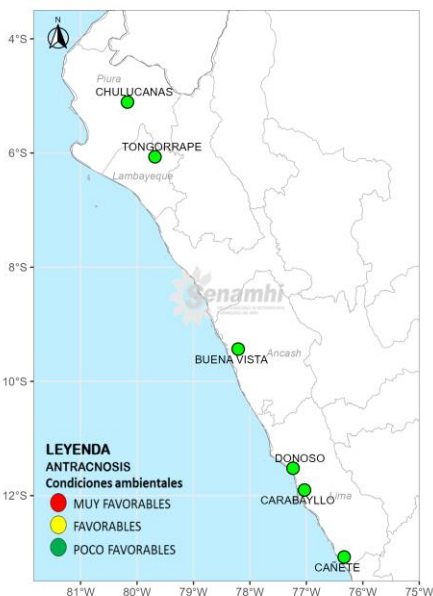 N
4°S
Piura
CHULUCANAS
6°S
TONGORRAPE
Lambayeque
8°S
Senamhi
BUENA VISTA
Ancash
10°S
LEYENDA
ANTRACNOSIS
Condiciones ambientales
MUY FAVORABLES
FAVORABLES
POCO FAVORABLES
DONOSO
12°S
CARABAYLLO
Lima
CAÑETE
81°W 80°W 79°W 78°W 77°W 76°W 75°W